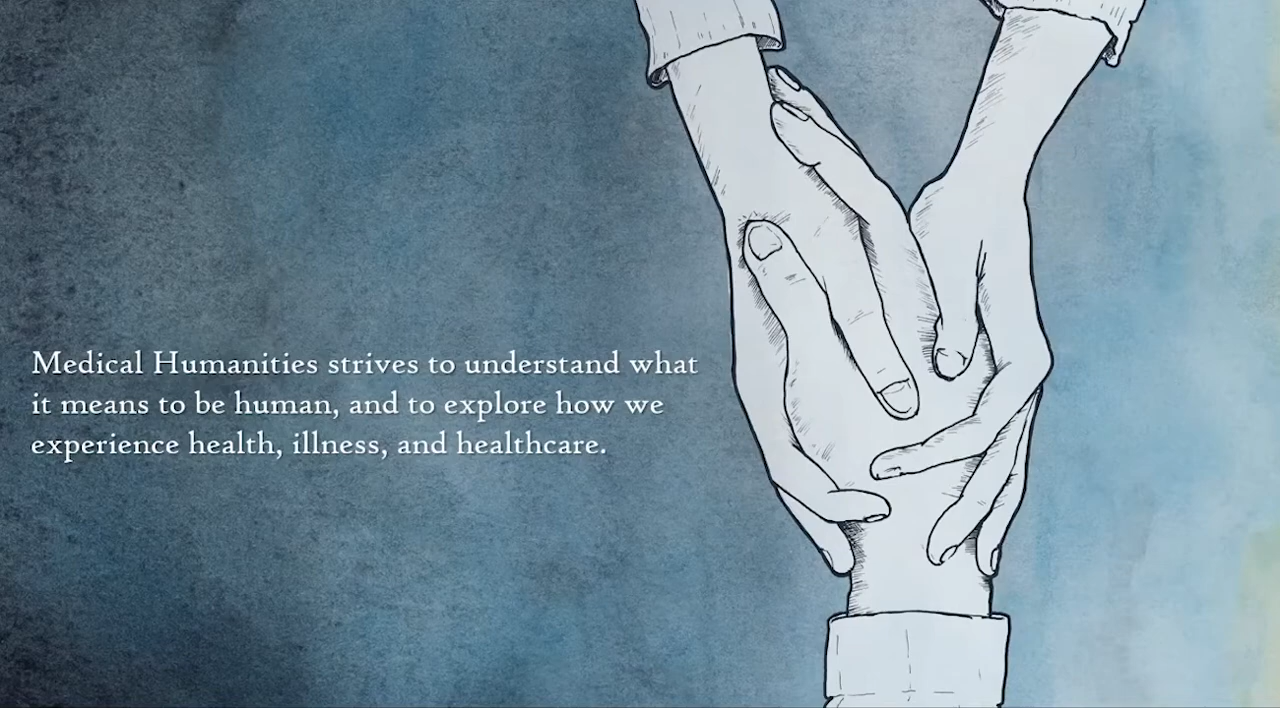 Medical Humanities strives to understand what
it means to be human, and to explore how we
experience health, illness, and healthcare.